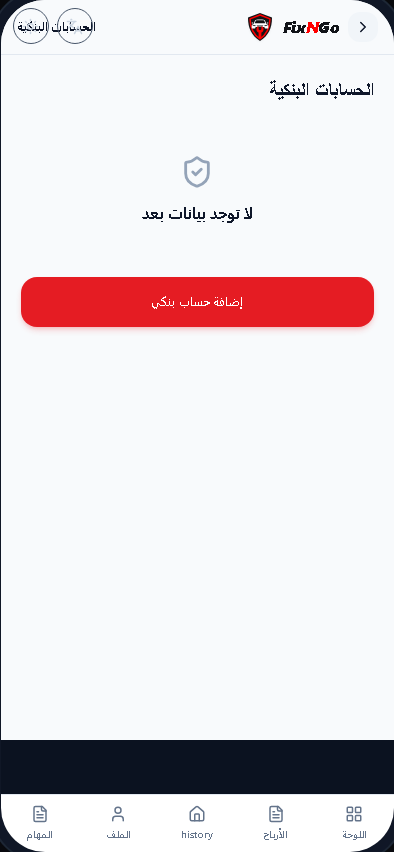 FixNGo
الحسابات البنكية
الحسابات البنكية
لا توجد بيانات بعد
إضافة حساب بنكي
اللوحة
الأرباح
history
الملف
المهام